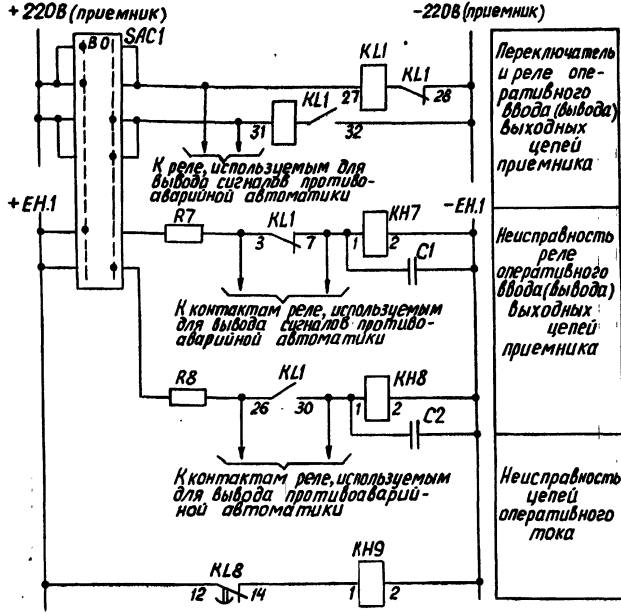 +220В (приемник)
-220В (приемник)
В О
SAC1
KL1
KL1
27
28
KL1
31
32
К реле, используемым для
вывода сигналов противо-
аварийной автоматики
Переключатель
и реле опе-
ративного
ввода (вывода)
выходных
цепей
приемника
+ЕН.1
-ЕН.1
R7
KL1
3
7
KH7
1
2
C1
К контактам реле, используемым
для вывода сигналов противо-
аварийной автоматики
Неисправность
реле
оперативного
ввода (вывода)
выходных
цепей
приемника
R8
KL1
26
30
KH8
1
2
C2
К контактам реле, используемым
для вывода противоаварий-
ной автоматики
Неисправность
цепей
оперативного
тока
KL8
12
14
KH9
1
2